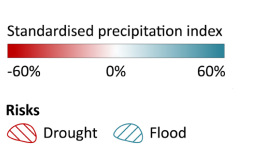 Standardised precipitation index
-60% 0% 60%
Risks
Drought Flood